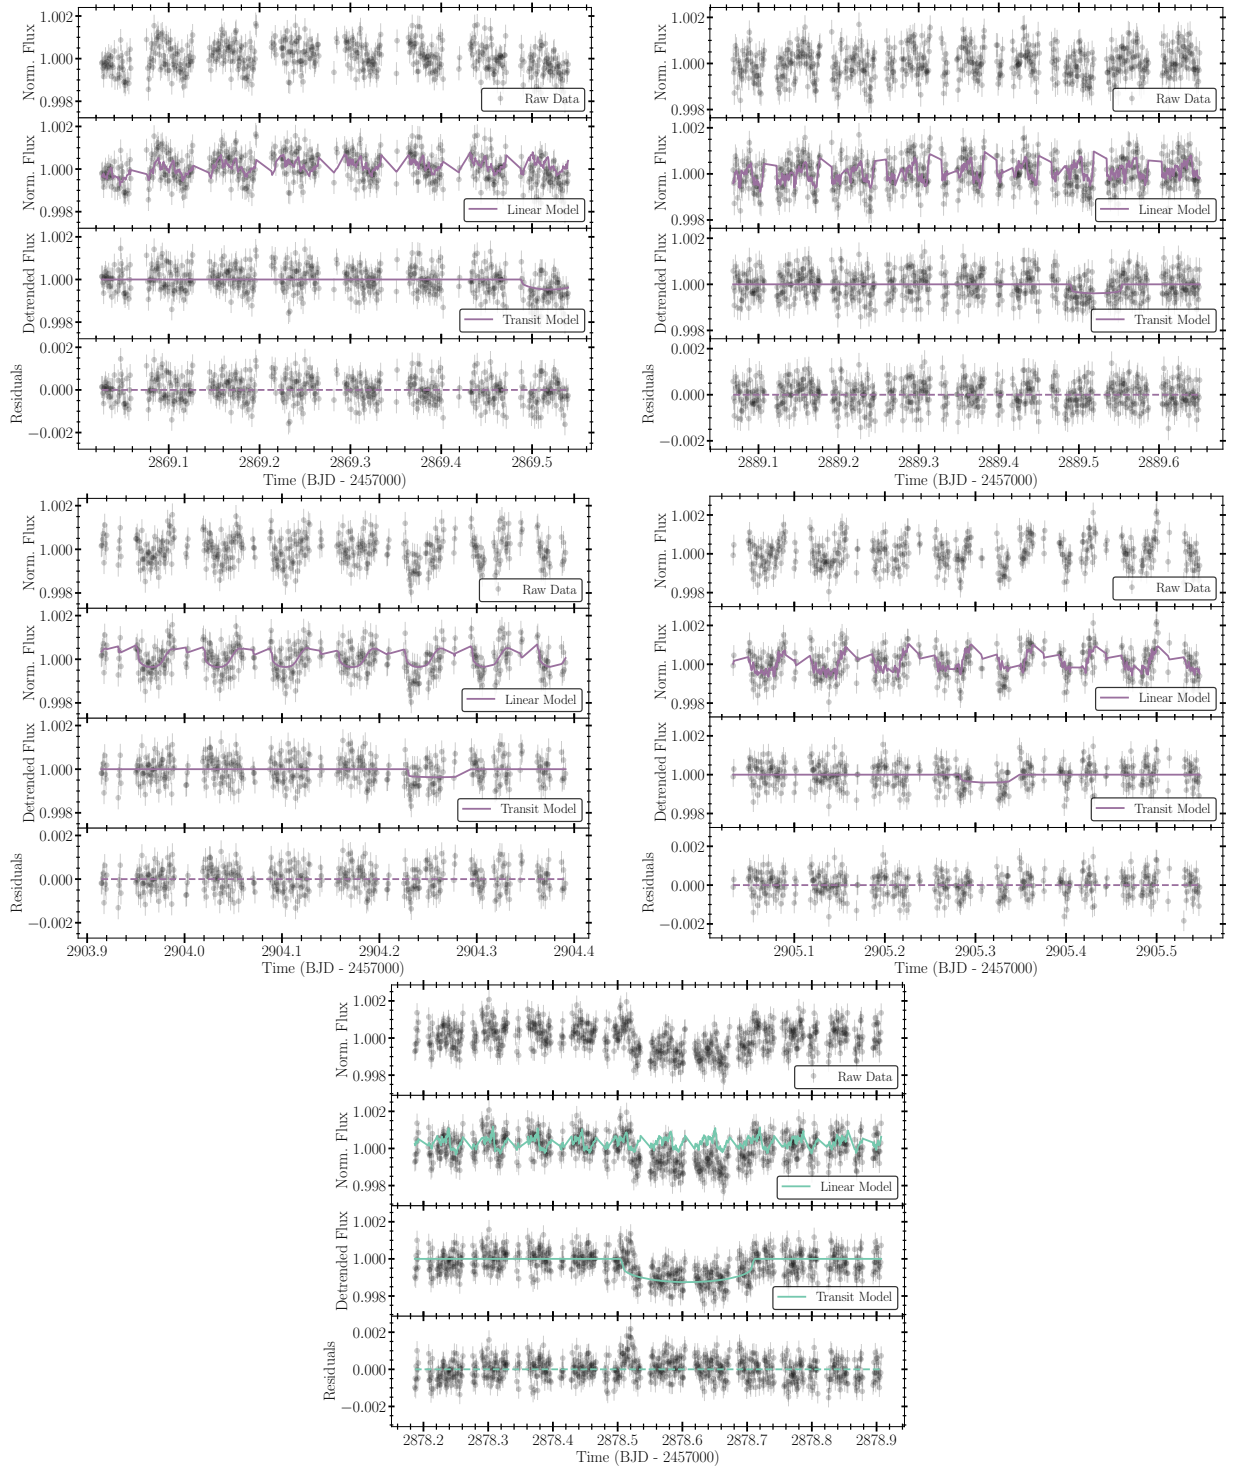 1.002
1.000
0.998
Norm. Flux
Raw Data
1.002
1.000
0.998
Norm. Flux
Linear Model
1.002
1.000
0.998
Detrended Flux
Transit Model
0.002
0.000
−0.002
Residuals
2869.1 2869.2 2869.3 2869.4 2869.5
Time (BJD - 2457000)
1.002
1.000
0.998
Norm. Flux
Raw Data
1.002
1.000
0.998
Norm. Flux
Linear Model
1.002
1.000
0.998
Detrended Flux
Transit Model
0.002
0.000
−0.002
Residuals
2889.1 2889.2 2889.3 2889.4 2889.5 2889.6
Time (BJD - 2457000)
1.002
1.000
0.998
Norm. Flux
Raw Data
1.002
1.000
0.998
Norm. Flux
Linear Model
1.002
1.000
0.998
Detrended Flux
Transit Model
0.002
0.000
−0.002
Residuals
2903.9 2904.0 2904.1 2904.2 2904.3 2904.4
Time (BJD - 2457000)
1.002
1.000
0.998
Norm. Flux
Raw Data
1.002
1.000
0.998
Norm. Flux
Linear Model
1.002
1.000
0.998
Detrended Flux
Transit Model
0.002
0.000
−0.002
Residuals
2905.1 2905.2 2905.3 2905.4 2905.5
Time (BJD - 2457000)
1.002
1.000
0.998
Norm. Flux
Raw Data
1.002
1.000
0.998
Norm. Flux
Linear Model
1.002
1.000
0.998
Detrended Flux
Transit Model
0.002
0.000
−0.002
Residuals
2878.2 2878.3 2878.4 2878.5 2878.6 2878.7 2878.8 2878.9
Time (BJD - 2457000)